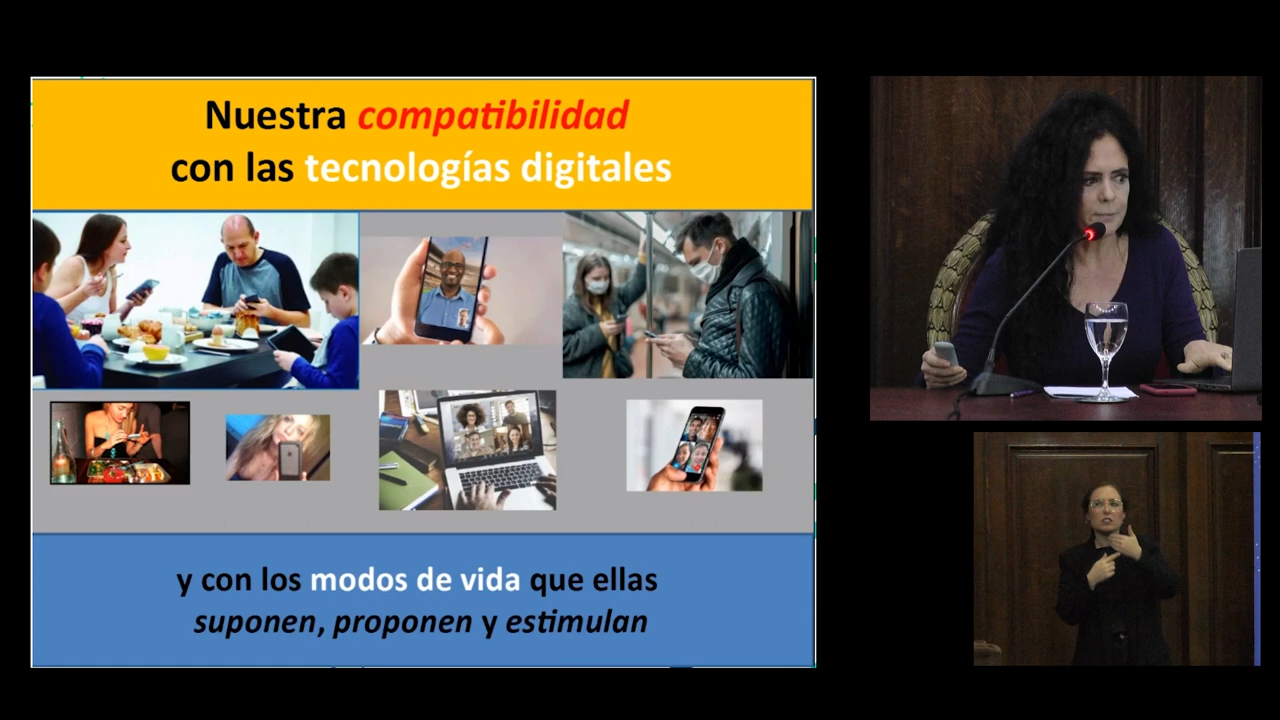 Nuestra compatibilidad
con las tecnologías digitales
y con los modos de vida que ellas
suponen, proponen y estimulan